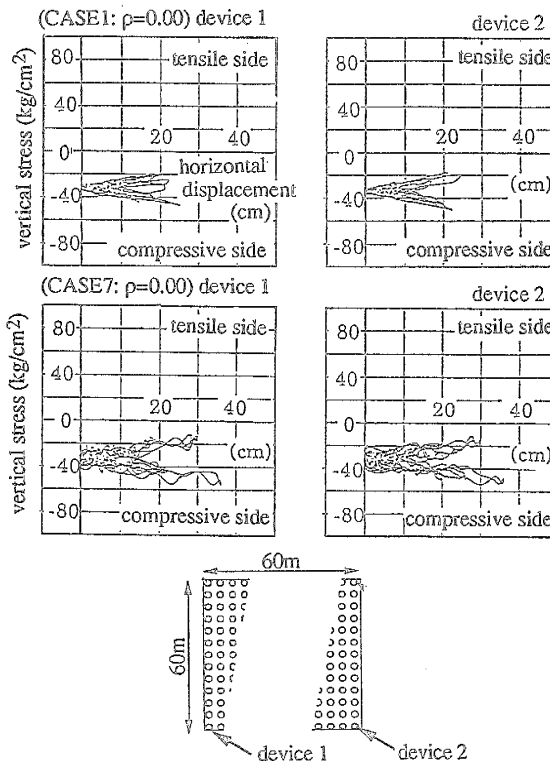 (CASE1: ρ=0.00) device 1
device 2
vertical stress (kg/cm²)
80
tensile side
40
20 40
0
horizontal
displacement
-40
(cm)
-80
compressive side
80
tensile side
40
20 40
0
-40
(cm)
-80
compressive side
(CASE7: ρ=0.00) device 1
device 2
vertical stress (kg/cm²)
80
tensile side
40
20 40
0
(cm)
-40
-80
compressive side
80
tensile side
40
20 40
0
(cm)
-40
-80
compressive side
60m
60m
device 1
device 2